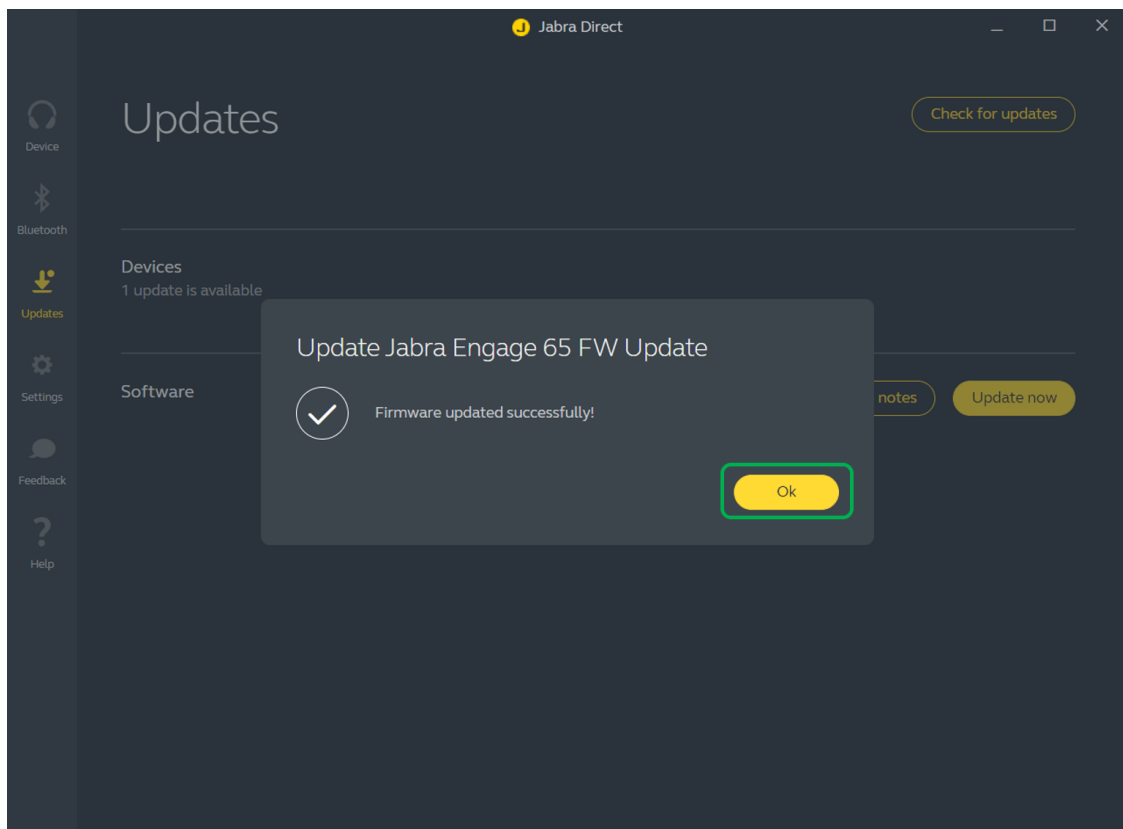 Jabra Direct
Updates
Check for updates
Device
Bluetooth
Updates
Settings
Feedback
Help
Devices
1 update is available
Software
notes
Update now
Update Jabra Engage 65 FW Update
Firmware updated successfully!
Ok